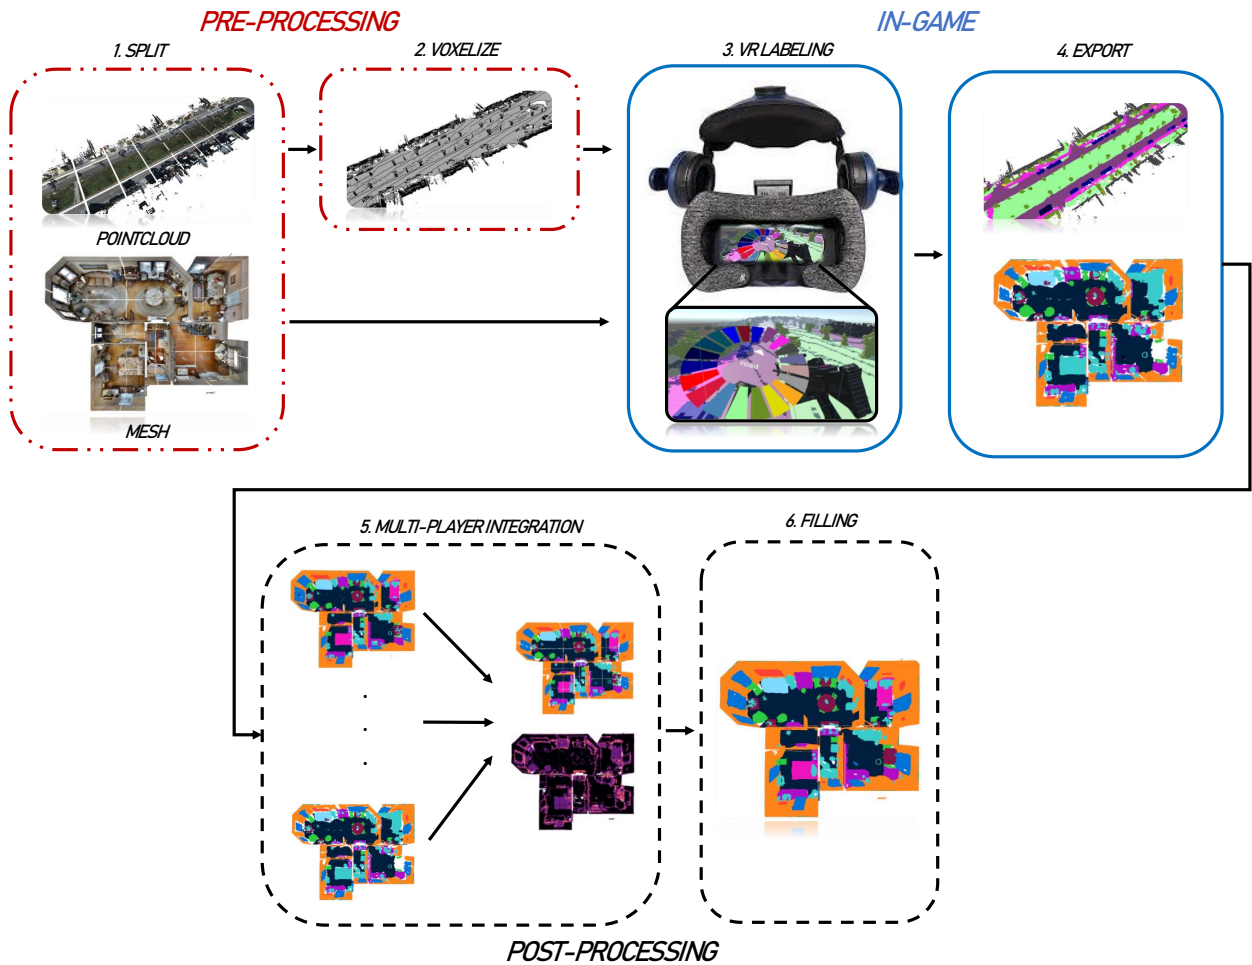 PRE-PROCESSING
IN-GAME
1. SPLIT
2. VOXELIZE
3. VR LABELING
4. EXPORT
POINTCLOUD
MESH
road
5. MULTI-PLAYER INTEGRATION
6. FILLING
POST-PROCESSING